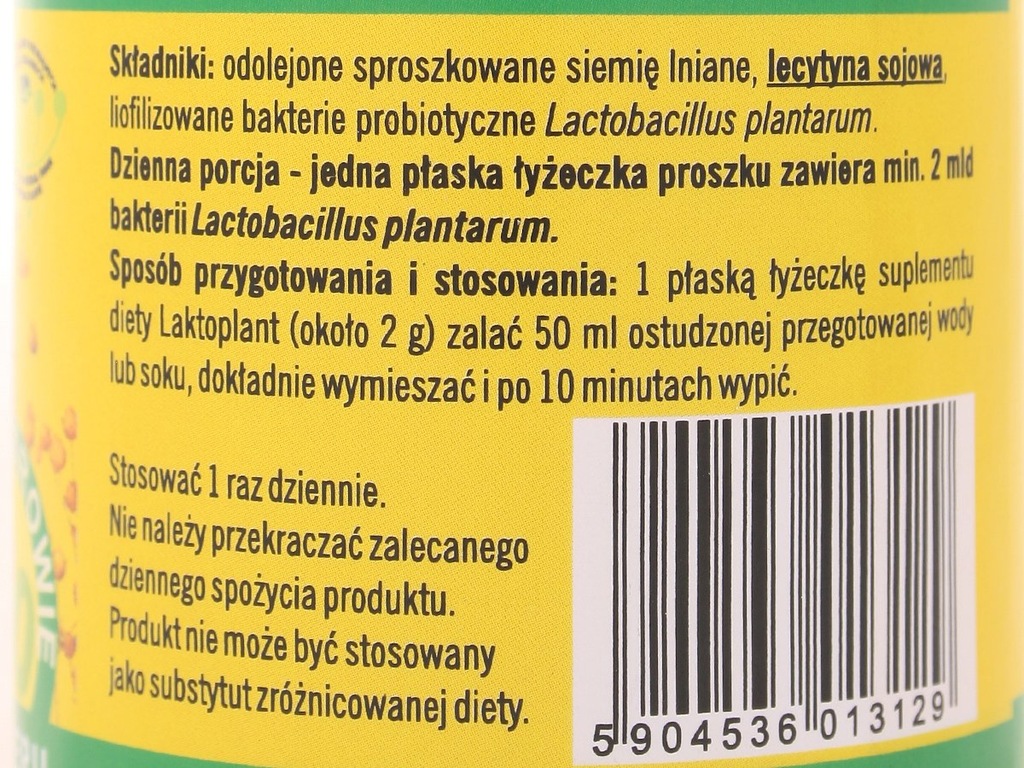 Składniki: odolejone sproszkowane siemię lniane, lecytyna sojowa,
liofilizowane bakterie probiotyczne Lactobacillus plantarum.
Dzienna porcja - jedna płaska łyżeczka proszku zawiera min. 2 mld
bakterii Lactobacillus plantarum.
Sposób przygotowania i stosowania: 1 płaską łyżeczkę suplementu
diety Laktoplant (około 2 g) zalać 50 ml ostudzonej przegotowanej wody
lub soku, dokładnie wymieszać i po 10 minutach wypić.
Stosować 1 raz dziennie.
Nie należy przekraczać zalecanego
dziennego spożycia produktu.
Produkt nie może być stosowany
jako substytut zróżnicowanej diety.
5904536 013129